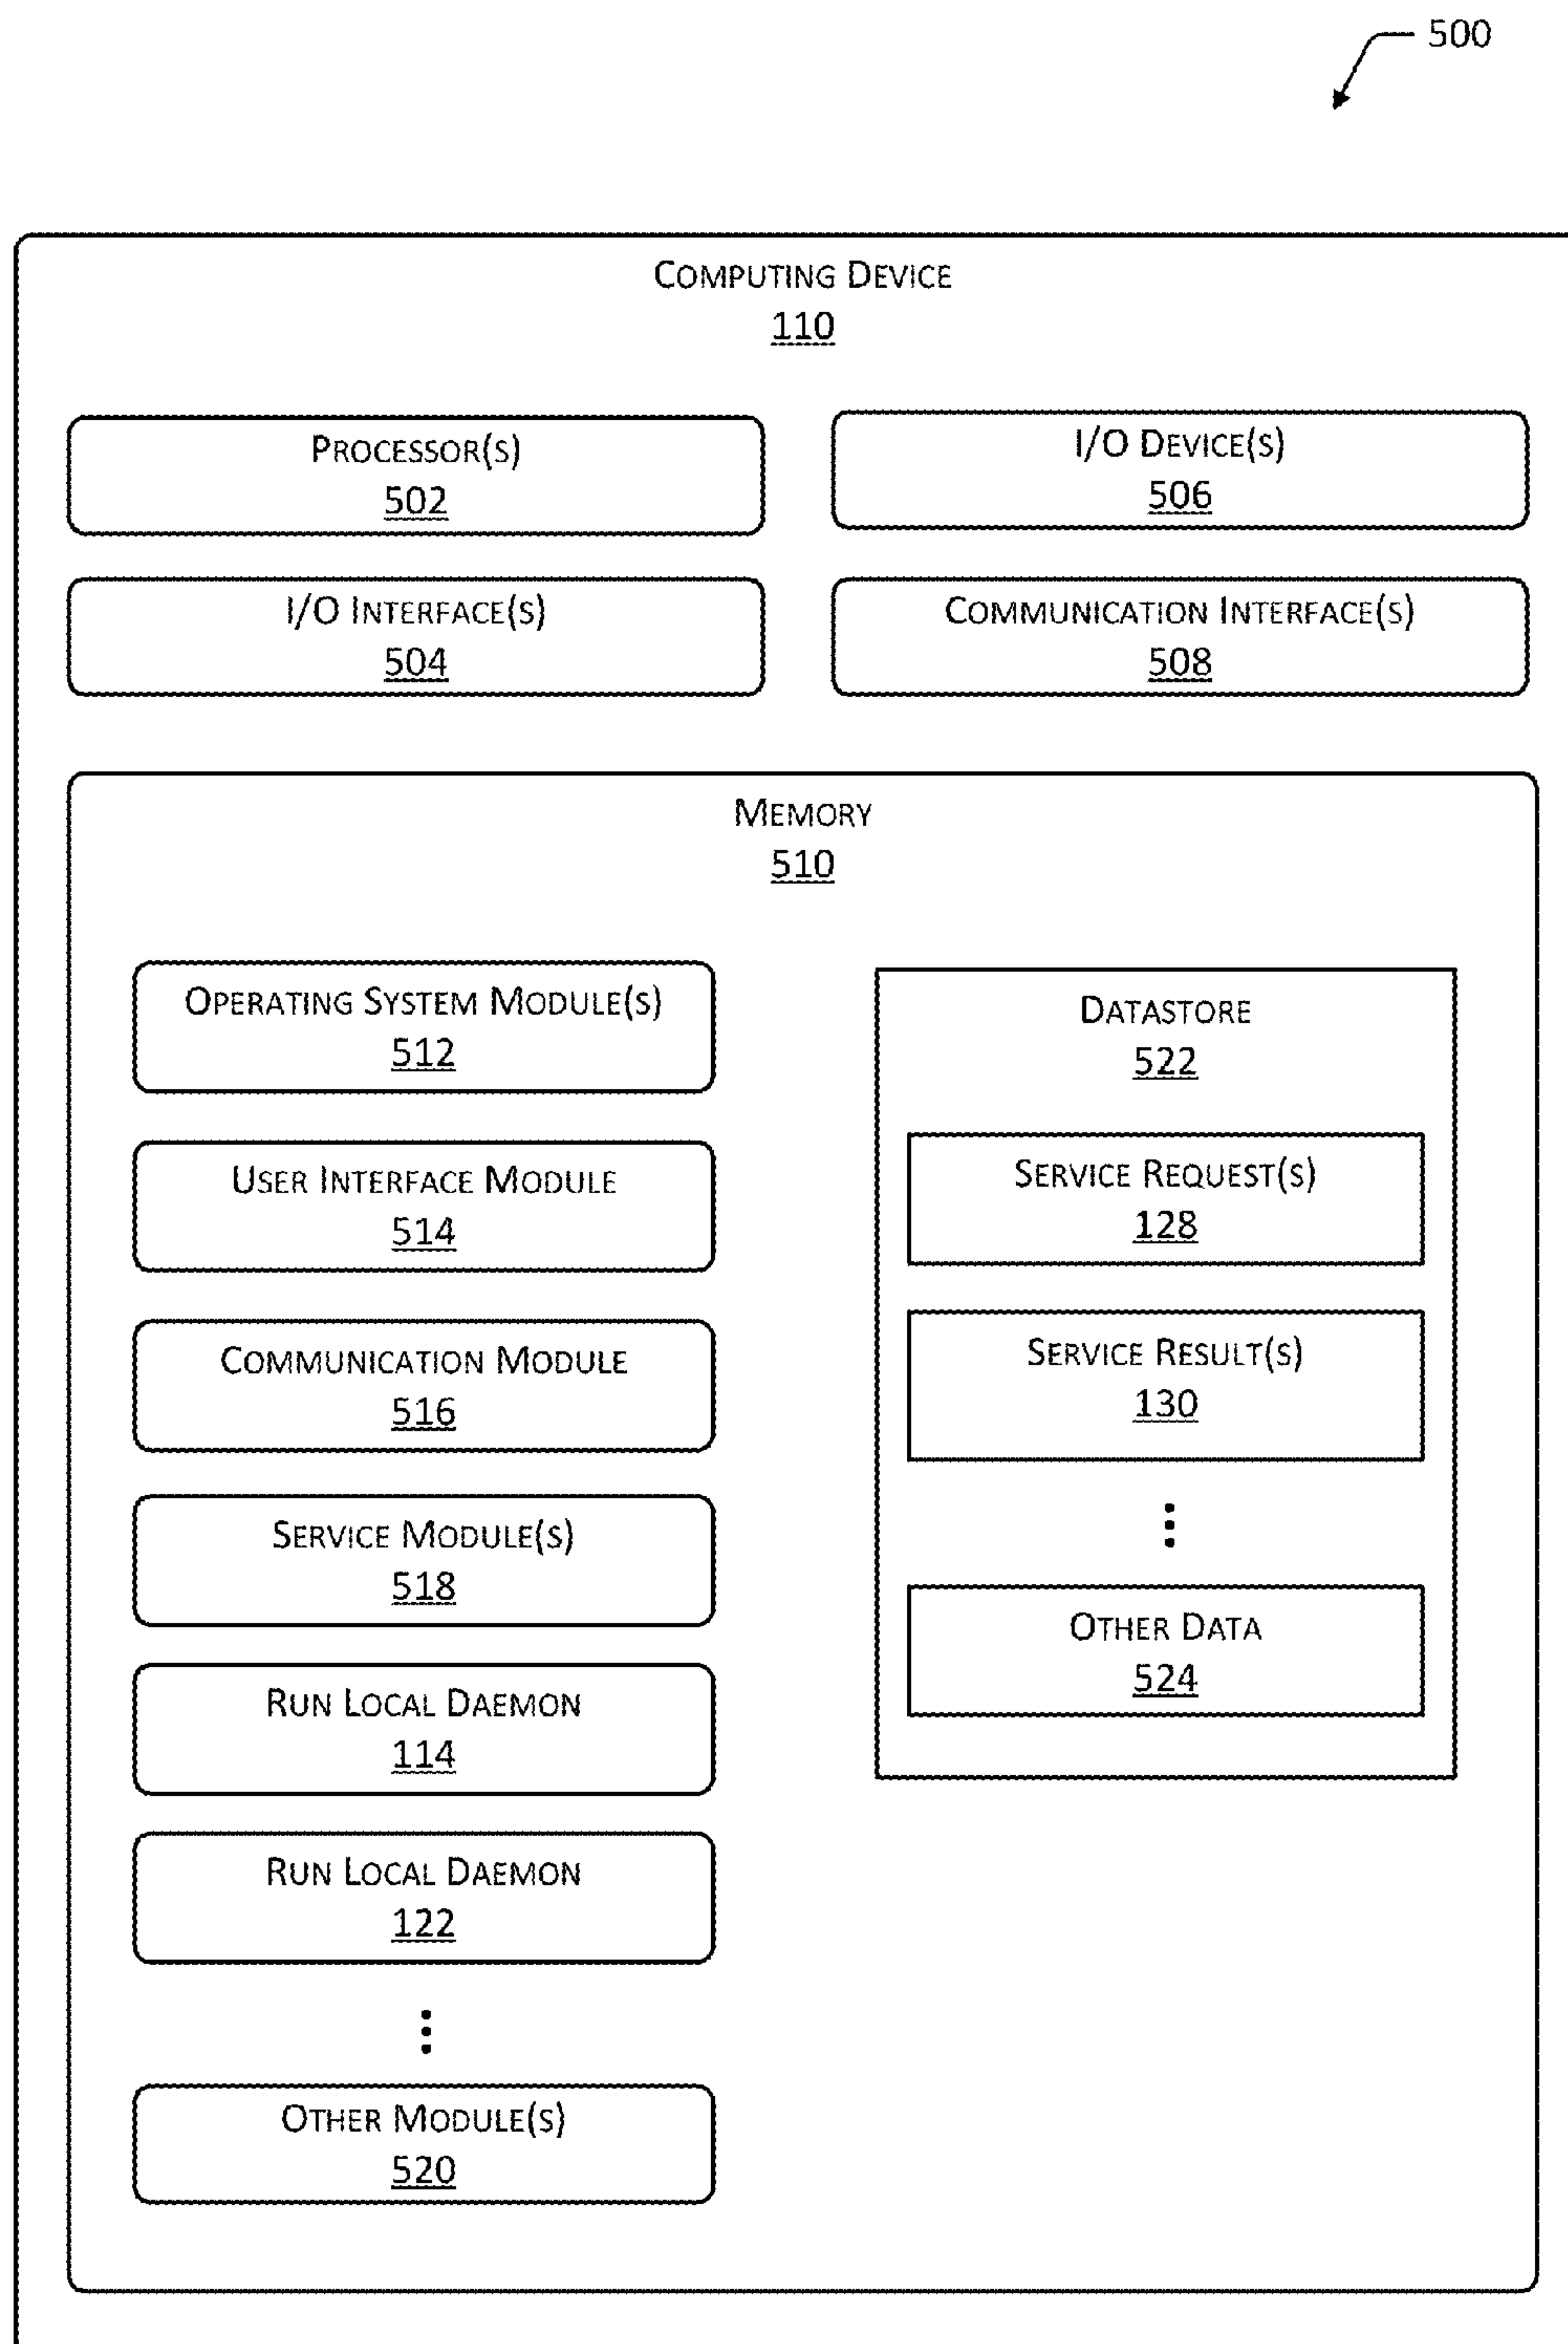 500
Computing Device
110
Processor(s)
502
I/O Device(s)
506
I/O Interface(s)
504
Communication Interface(s)
508
Memory
510
Operating System Module(s)
512
User Interface Module
514
Communication Module
516
Service Module(s)
518
Run Local Daemon
114
Run Local Daemon
122
Other Module(s)
520
Datastore
522
Service Request(s)
128
Service Result(s)
130
Other Data
524